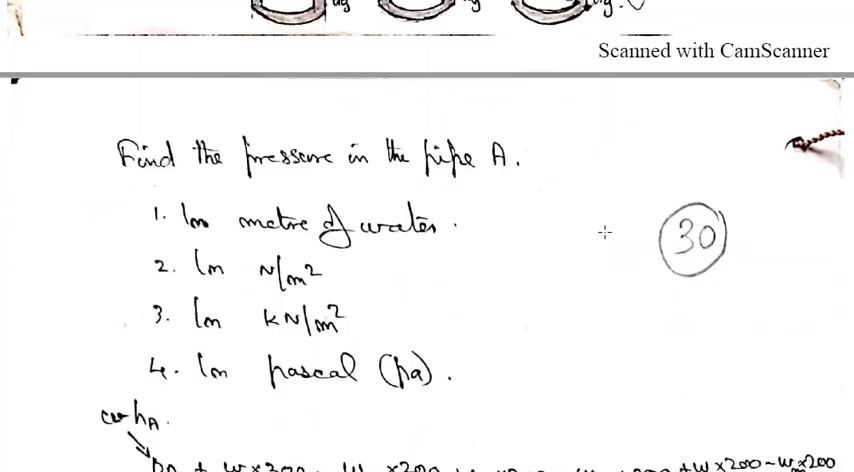 Scanned with CamScanner
Find the pressure in the pipe A.
1. In metre of water.
30
2. In N/m²
3. In KN/m²
4. In pascal (pa).